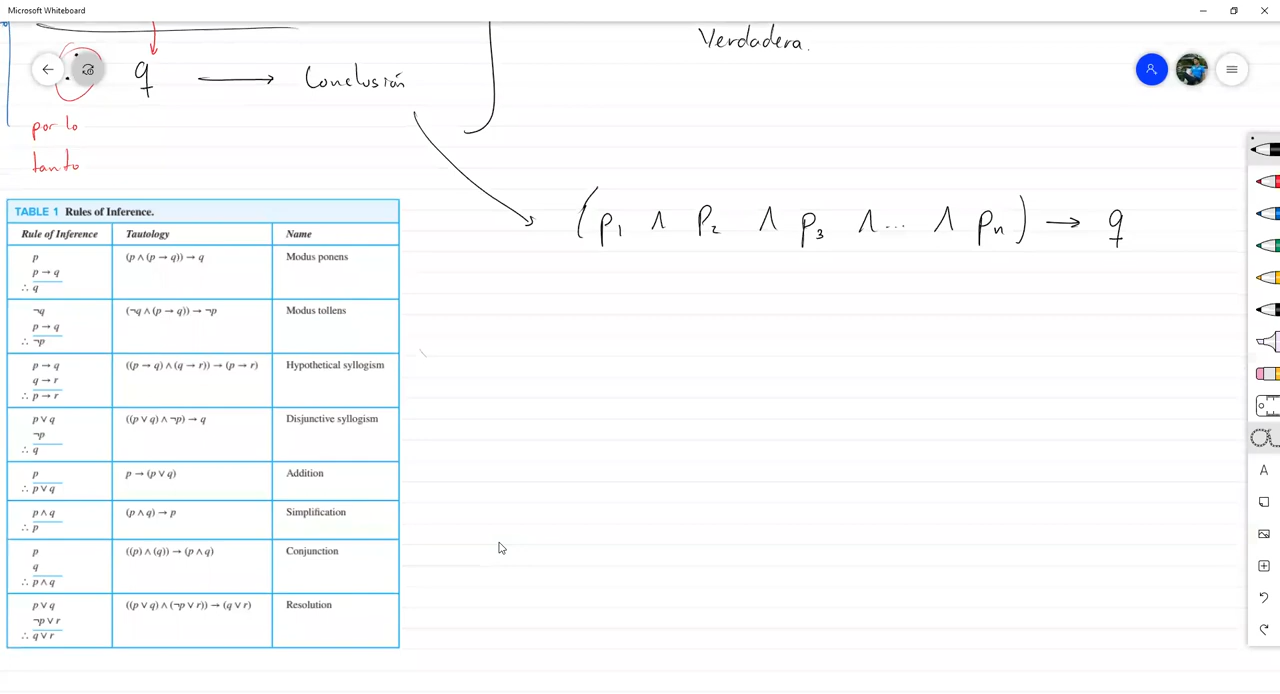 Microsoft Whiteboard
Verdadera.
q ⟶ Conclusión
por lo
tanto
(p₁ ∧ p₂ ∧ p₃ ∧ ... ∧ pₙ) → q
TABLE 1 Rules of Inference.
Rule of Inference Tautology Name
p
p → q
∴ q
(p ∧ (p → q)) → q
Modus ponens
¬q
p → q
∴ ¬p
(¬q ∧ (p → q)) → ¬p
Modus tollens
p → q
q → r
∴ p → r
((p → q) ∧ (q → r)) → (p → r)
Hypothetical syllogism
p ∨ q
¬p
∴ q
((p ∨ q) ∧ ¬p) → q
Disjunctive syllogism
p
∴ p ∨ q
p → (p ∨ q)
Addition
p ∧ q
∴ p
(p ∧ q) → p
Simplification
p
q
∴ p ∧ q
((p) ∧ (q)) → (p ∧ q)
Conjunction
p ∨ q
¬p ∨ r
∴ q ∨ r
((p ∨ q) ∧ (¬p ∨ r)) → (q ∨ r)
Resolution